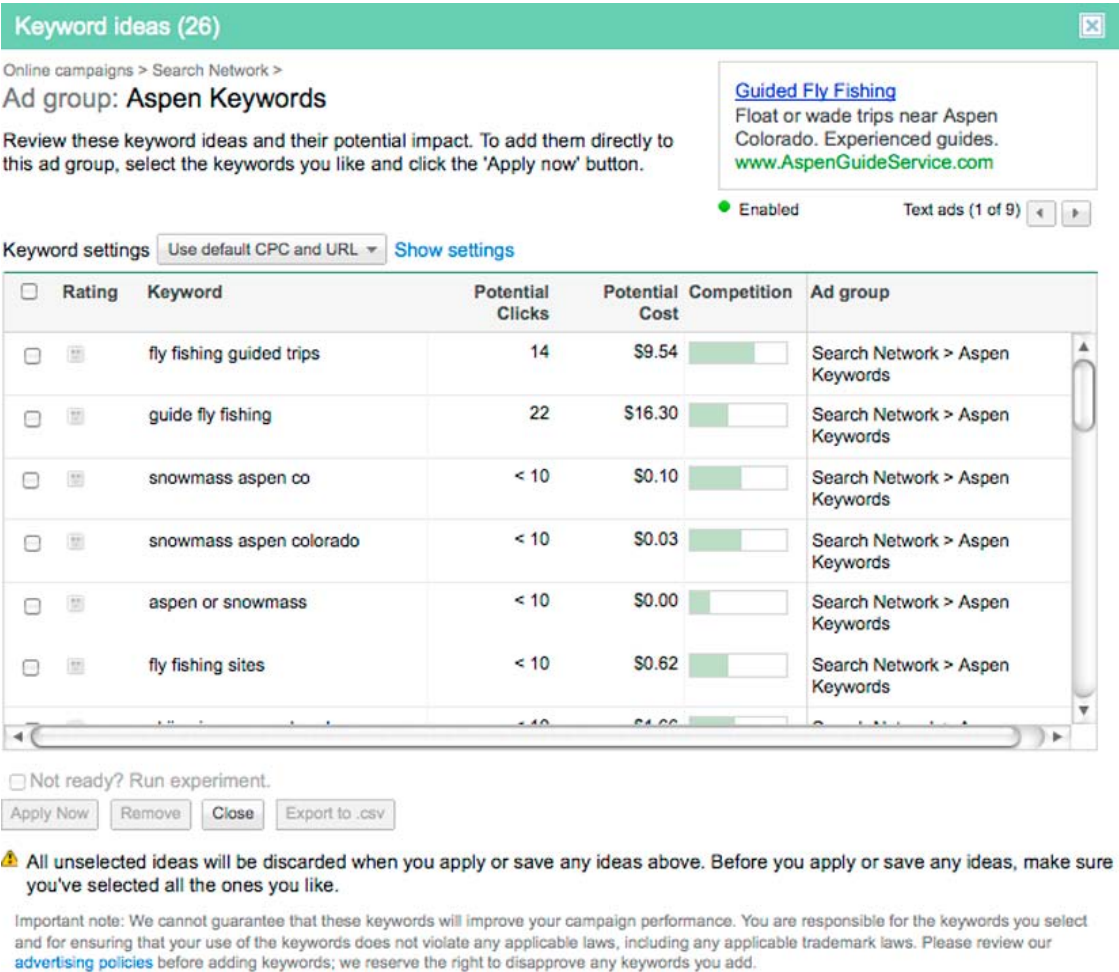 Keyword ideas (26)
Online campaigns > Search Network >
Ad group: Aspen Keywords
Review these keyword ideas and their potential impact. To add them directly to
this ad group, select the keywords you like and click the 'Apply now' button.
Guided Fly Fishing
Float or wade trips near Aspen
Colorado. Experienced guides.
www.AspenGuideService.com
Enabled Text ads (1 of 9)
Keyword settings Use default CPC and URL Show settings
Rating Keyword Potential Clicks Potential Cost Competition Ad group
fly fishing guided trips 14 $9.54 Search Network > Aspen
Keywords
guide fly fishing 22 $16.30 Search Network > Aspen
Keywords
snowmass aspen co < 10 $0.10 Search Network > Aspen
Keywords
snowmass aspen colorado < 10 $0.03 Search Network > Aspen
Keywords
aspen or snowmass < 10 $0.00 Search Network > Aspen
Keywords
fly fishing sites < 10 $0.62 Search Network > Aspen
Keywords
Not ready? Run experiment.
Apply Now Remove Close Export to .csv
All unselected ideas will be discarded when you apply or save any ideas above. Before you apply or save any ideas, make sure
you've selected all the ones you like.
Important note: We cannot guarantee that these keywords will improve your campaign performance. You are responsible for the keywords you select
and for ensuring that your use of the keywords does not violate any applicable laws, including any applicable trademark laws. Please review our
advertising policies before adding keywords; we reserve the right to disapprove any keywords you add.